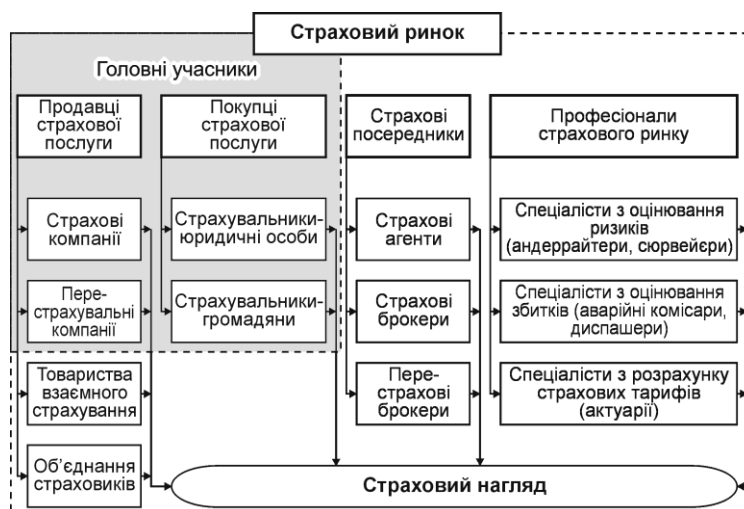 Страховий ринок
Головні учасники
Продавці
страхової
послуги
Покупці
страхової
послуги
Страхові
посередники
Професіонали
страхового ринку
Страхові
компанії
Страхувальники-
юридичні особи
Страхові
агенти
Спеціалісти з оцінювання
ризиків
(андеррайтери, сюрвейєри)
Пере-
страхувальні
компанії
Страхувальники-
громадяни
Страхові
брокери
Спеціалісти з оцінювання
збитків (аварійні комісари,
диспашери)
Товариства
взаємного
страхування
Пере-
страхові
брокери
Спеціалісти з розрахунку
страхових тарифів
(актуарії)
Об’єднання
страховиків
Страховий нагляд